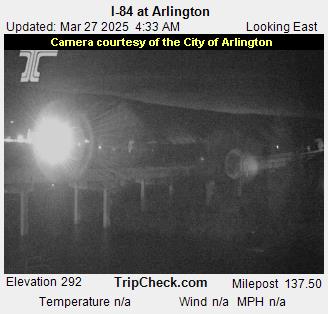 I-84 at Arlington
Updated: Mar 27 2025 4:33 AM Looking East
Camera courtesy of the City of Arlington
Elevation 292 TripCheck.com Milepost 137.50
Temperature n/a Wind n/a MPH n/a